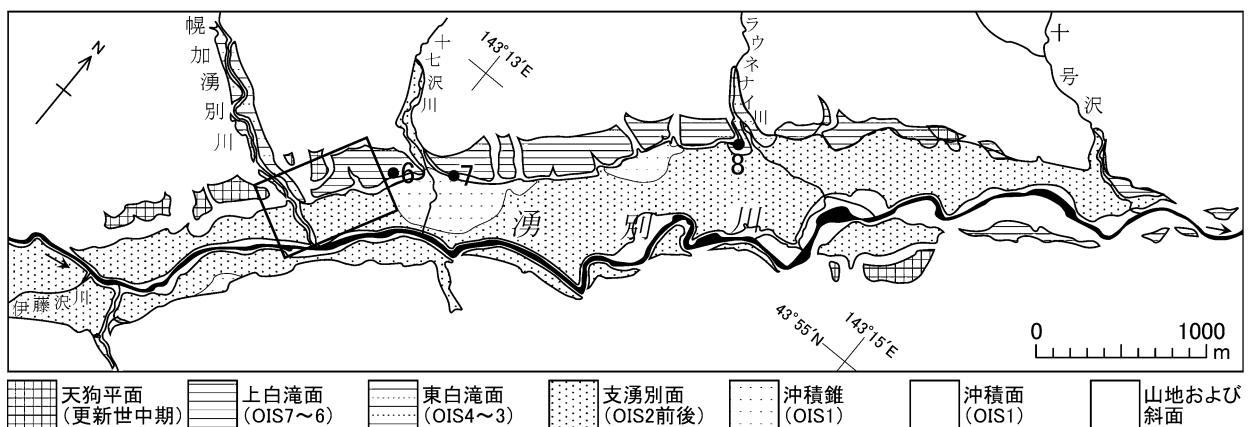 幌加湧別川
十七沢川
143°13′E
ラウネナイ川
十号沢
N
6
7
8
湧別川
伊藤沢川
43°55′N
143°15′E
0 1000
m
天狗平面 上白滝面 東白滝面 支湧別面 沖積錐 沖積面 山地および
(更新世中期) (OIS7～6) (OIS4～3) (OIS2前後) (OIS1) (OIS1) 斜面